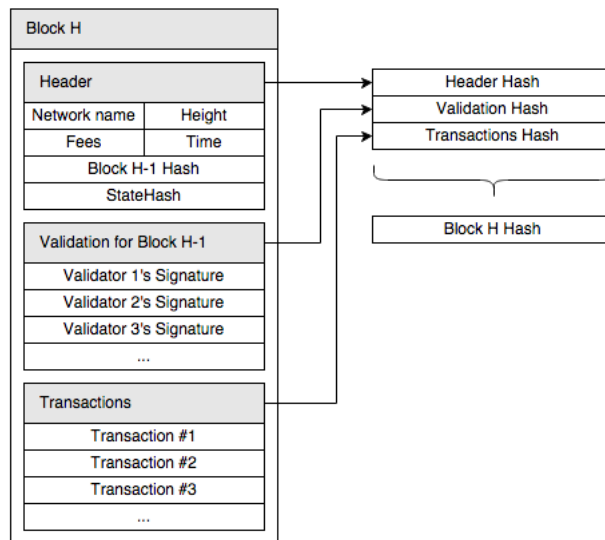 Block H
Header
Network name
Height
Fees
Time
Block H-1 Hash
StateHash
Validation for Block H-1
Validator 1's Signature
Validator 2's Signature
Validator 3's Signature
...
Transactions
Transaction #1
Transaction #2
Transaction #3
...
Header Hash
Validation Hash
Transactions Hash
Block H Hash